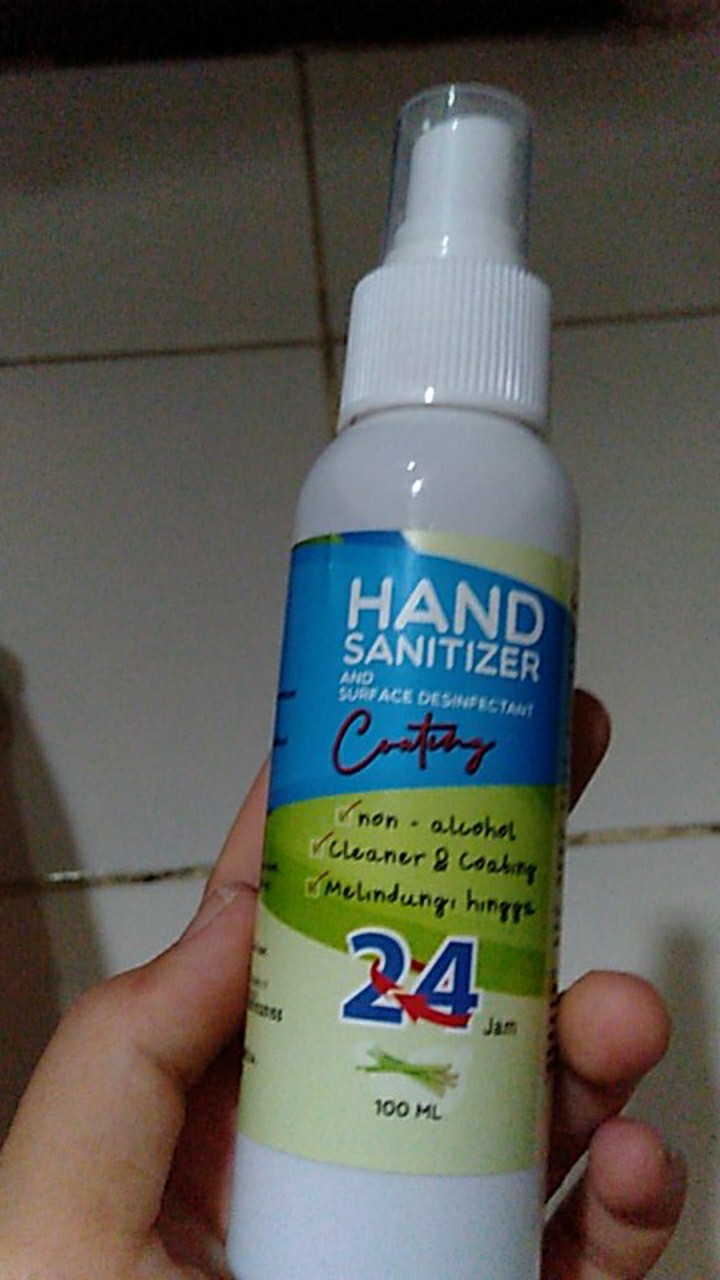 HAND
SANITIZER
AND
SURFACE DESINFECTANT
Coating
non - alcohol
Cleaner & Coating
Melindungi hingga
24
Jam
100 ML